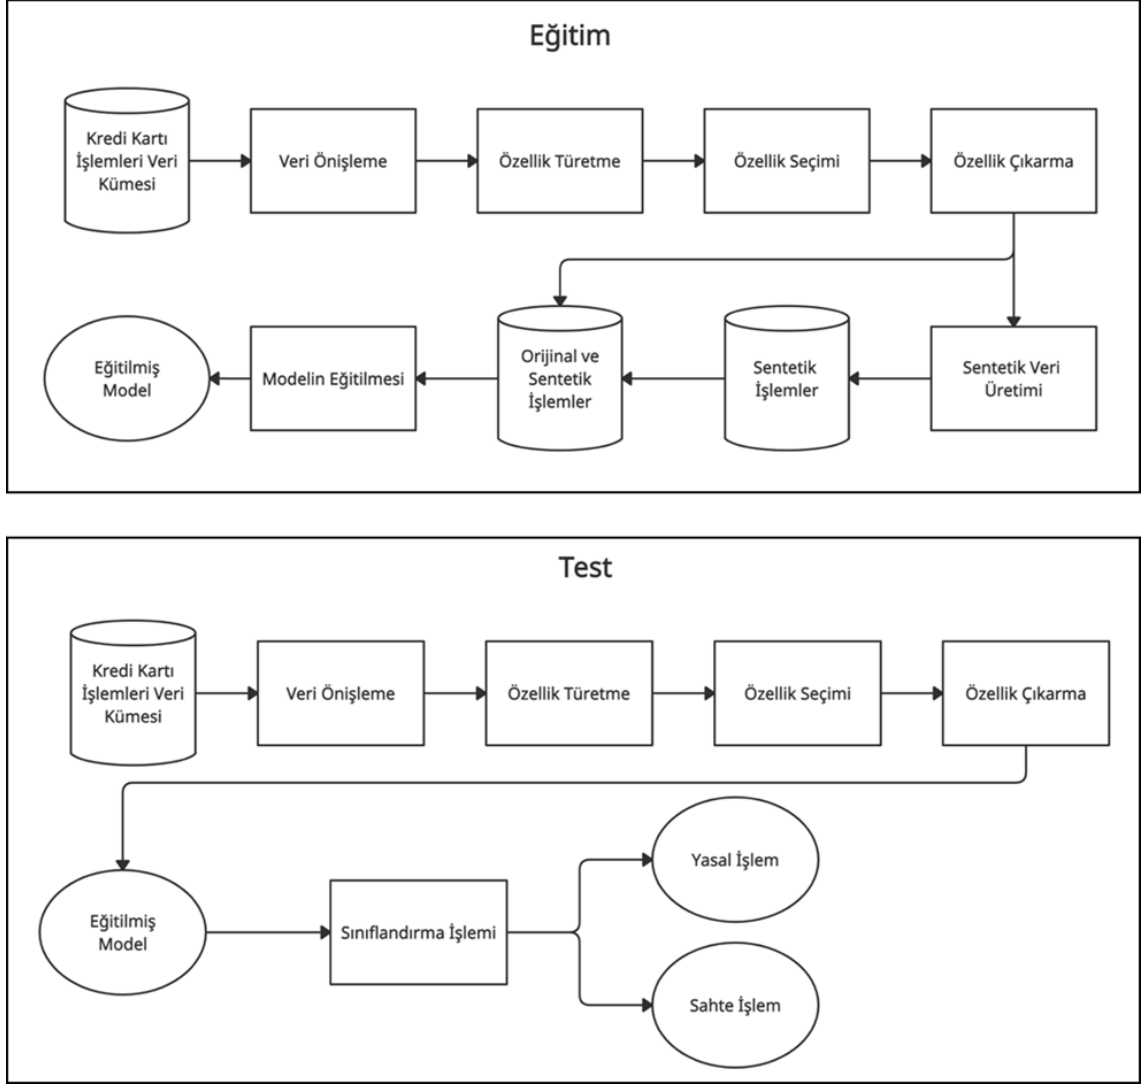 Eğitim
Kredi Kartı
İşlemleri Veri
Kümesi
Veri Önişleme
Özellik Türetme
Özellik Seçimi
Özellik Çıkarma
Eğitilmiş
Model
Modelin Eğitilmesi
Orijinal ve
Sentetik
İşlemler
Sentetik
İşlemler
Sentetik Veri
Üretimi
Test
Kredi Kartı
İşlemleri Veri
Kümesi
Veri Önişleme
Özellik Türetme
Özellik Seçimi
Özellik Çıkarma
Eğitilmiş
Model
Sınıflandırma İşlemi
Yasal İşlem
Sahte İşlem